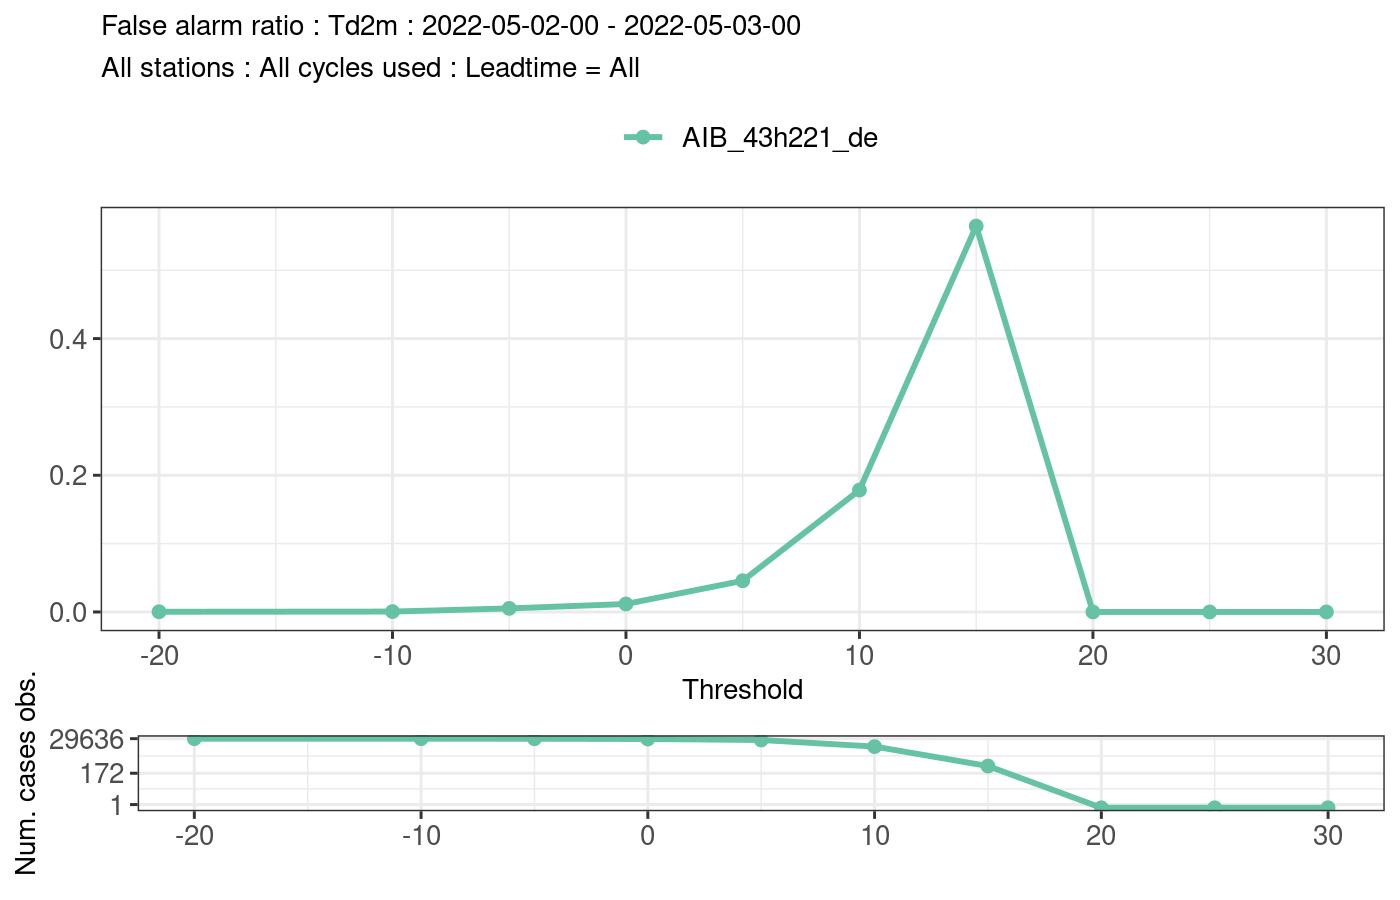 False alarm ratio : Td2m : 2022-05-02-00 - 2022-05-03-00
All stations : All cycles used : Leadtime = All
AIB_43h221_de
0.4
0.2
0.0
-20 -10 0 10 20 30
Threshold
Num. cases obs.
29636
172
1
-20 -10 0 10 20 30